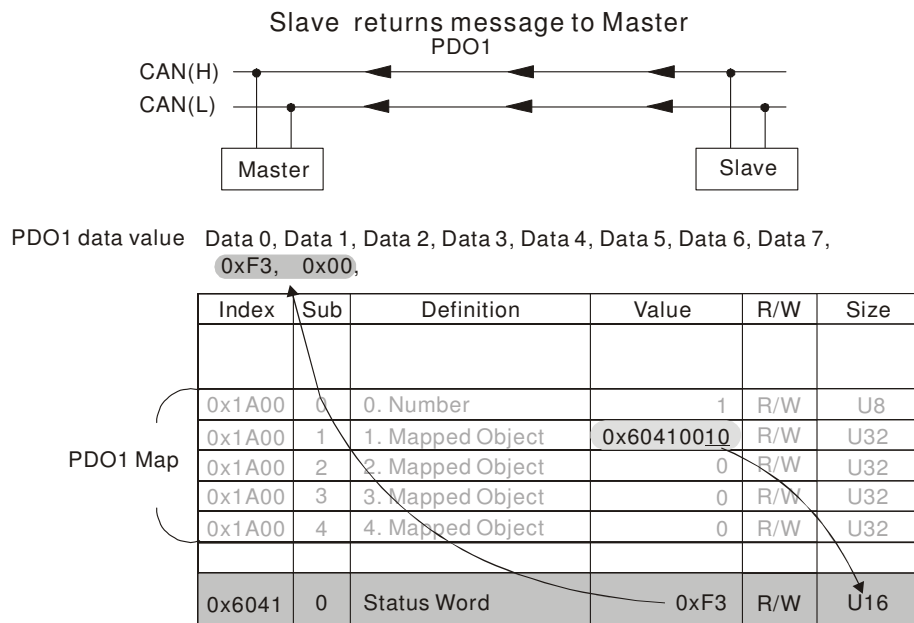 Slave returns message to Master
PDO1
CAN(H)
CAN(L)
Master
Slave
PDO1 data value Data 0, Data 1, Data 2, Data 3, Data 4, Data 5, Data 6, Data 7,
0xF3, 0x00,
Index Sub Definition Value R/W Size
0x1A00 0 0. Number 1 R/W U8
0x1A00 1 1. Mapped Object 0x60410010 R/W U32
PDO1 Map
0x1A00 2 2. Mapped Object 0 R/W U32
0x1A00 3 3. Mapped Object 0 R/W U32
0x1A00 4 4. Mapped Object 0 R/W U32
0x6041 0 Status Word 0xF3 R/W U16